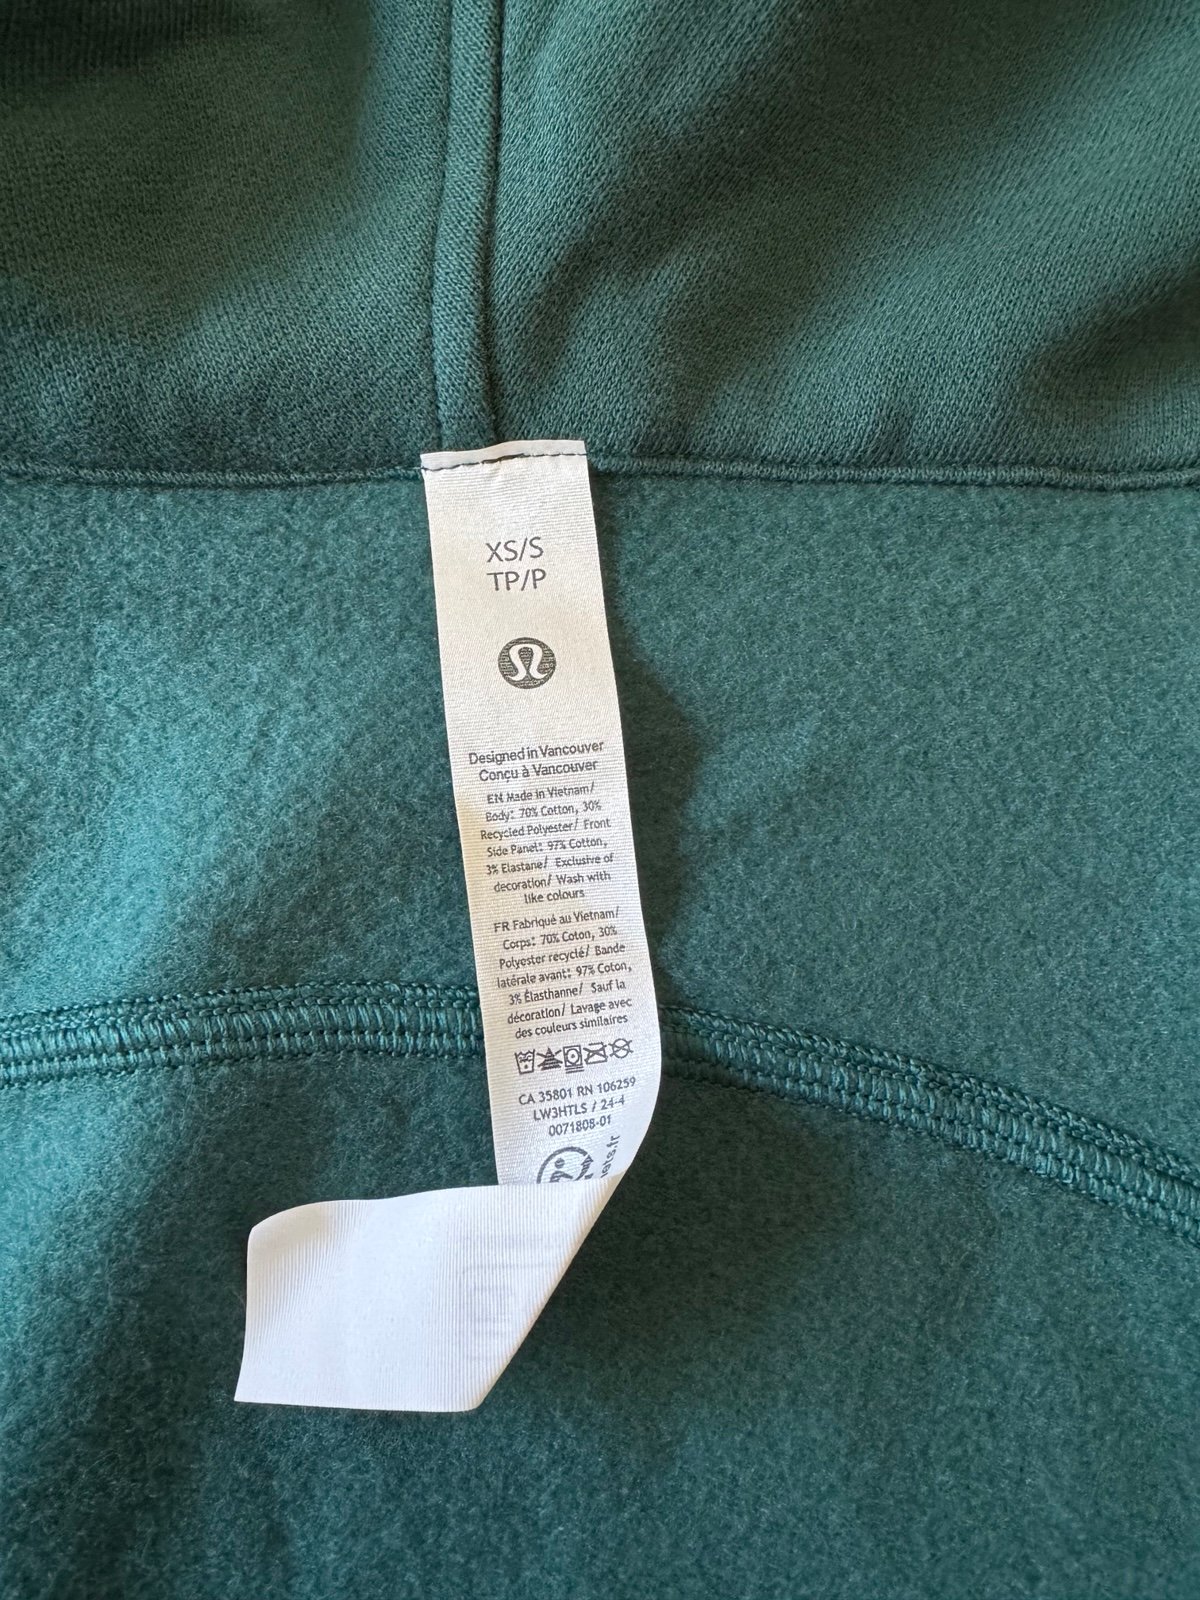 XS/S
TP/P
Designed in Vancouver
Conçu à Vancouver
EN Made in Vietnam/
Body: 70% Cotton, 30%
Recycled Polyester/ Front
Side Panel: 97% Cotton,
3% Elastane/ Exclusive of
decoration/ Wash with
like colours
FR Fabriqué au Vietnam/
Corps: 70% Coton, 30%
Polyester recyclé/ Bande
latérale avant: 97% Coton,
3% Élasthanne/ Sauf la
décoration/ Lavage avec
des couleurs similaires
CA 35801 RN 106259
LW3HTLS / 24-4
0071808-01